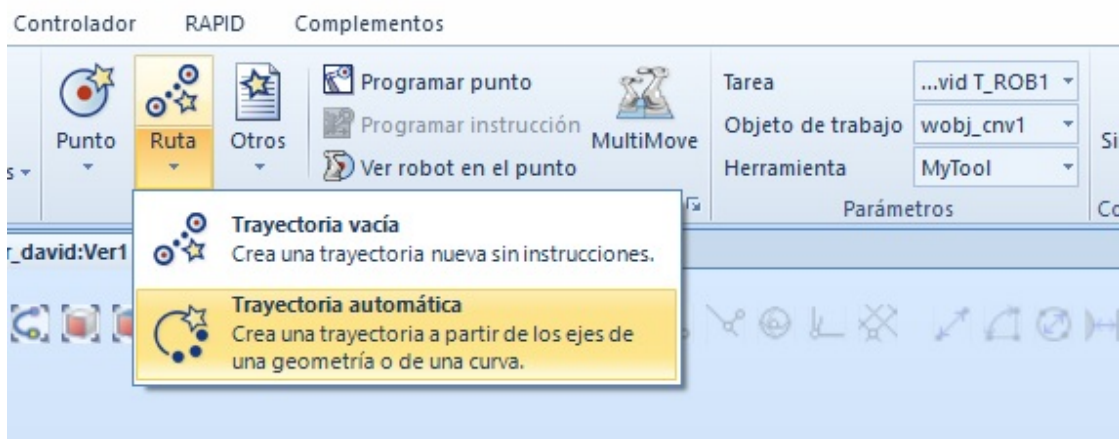 Controlador RAPID Complementos
Punto
Ruta
Otros
Programar punto
Programar instrucción
Ver robot en el punto
MultiMove
Tarea ...vid T_ROB1
Objeto de trabajo wobj_cnv1
Herramienta MyTool
Parámetros
r_david:Ver1
Trayectoria vacía
Crea una trayectoria nueva sin instrucciones.
Trayectoria automática
Crea una trayectoria a partir de los ejes de
una geometría o de una curva.